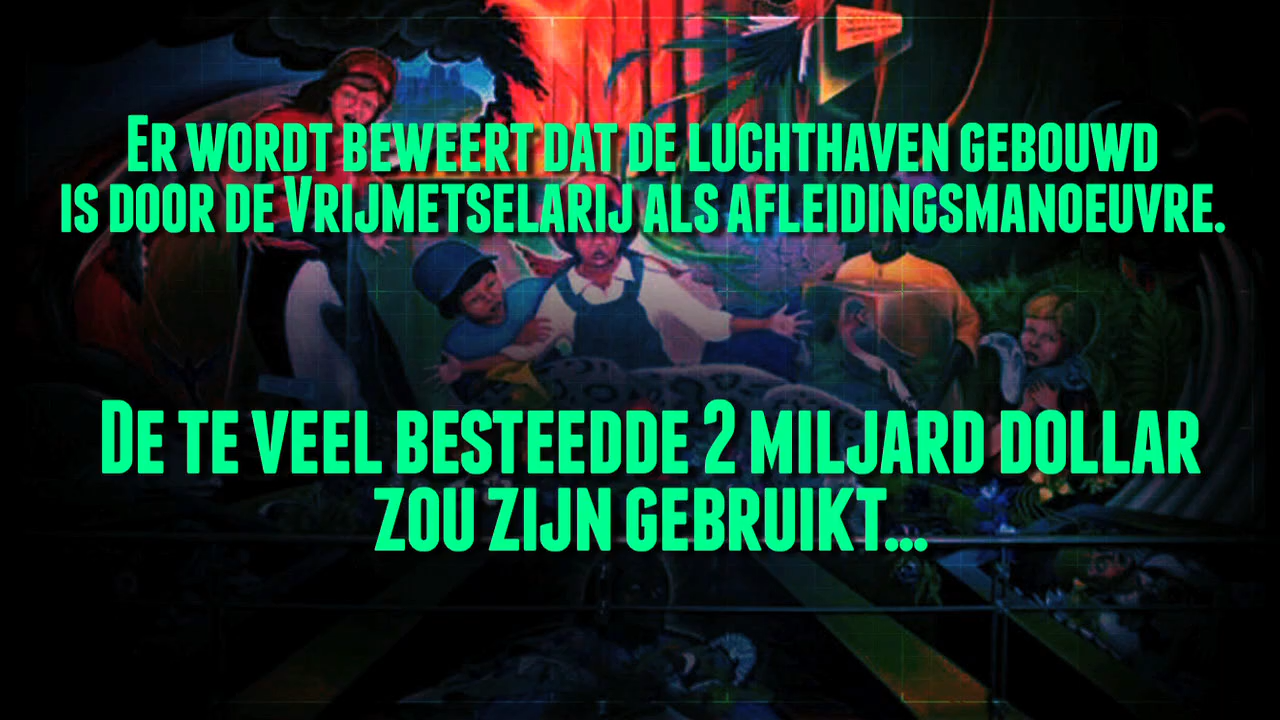 Er wordt beweert dat de luchthaven gebouwd
is door de Vrijmetselarij als afleidingsmanoeuvre.
De te veel besteedde 2 miljard dollar
zou zijn gebruikt...